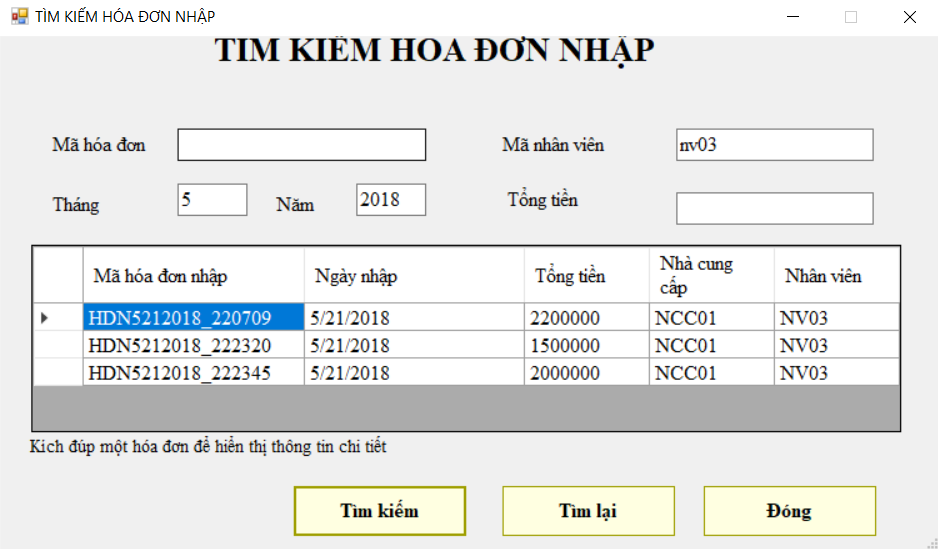 TÌM KIẾM HÓA ĐƠN NHẬP
TÌM KIẾM HÓA ĐƠN NHẬP
Mã hóa đơn Mã nhân viên nv03
Tháng 5 Năm 2018 Tổng tiền
Mã hóa đơn nhập Ngày nhập Tổng tiền Nhà cung cấp Nhân viên
HDN5212018_220709 5/21/2018 2200000 NCC01 NV03
HDN5212018_222320 5/21/2018 1500000 NCC01 NV03
HDN5212018_222345 5/21/2018 2000000 NCC01 NV03
Kich đúp một hóa đơn để hiển thị thông tin chi tiết
Tìm kiếm Tìm lại Đóng